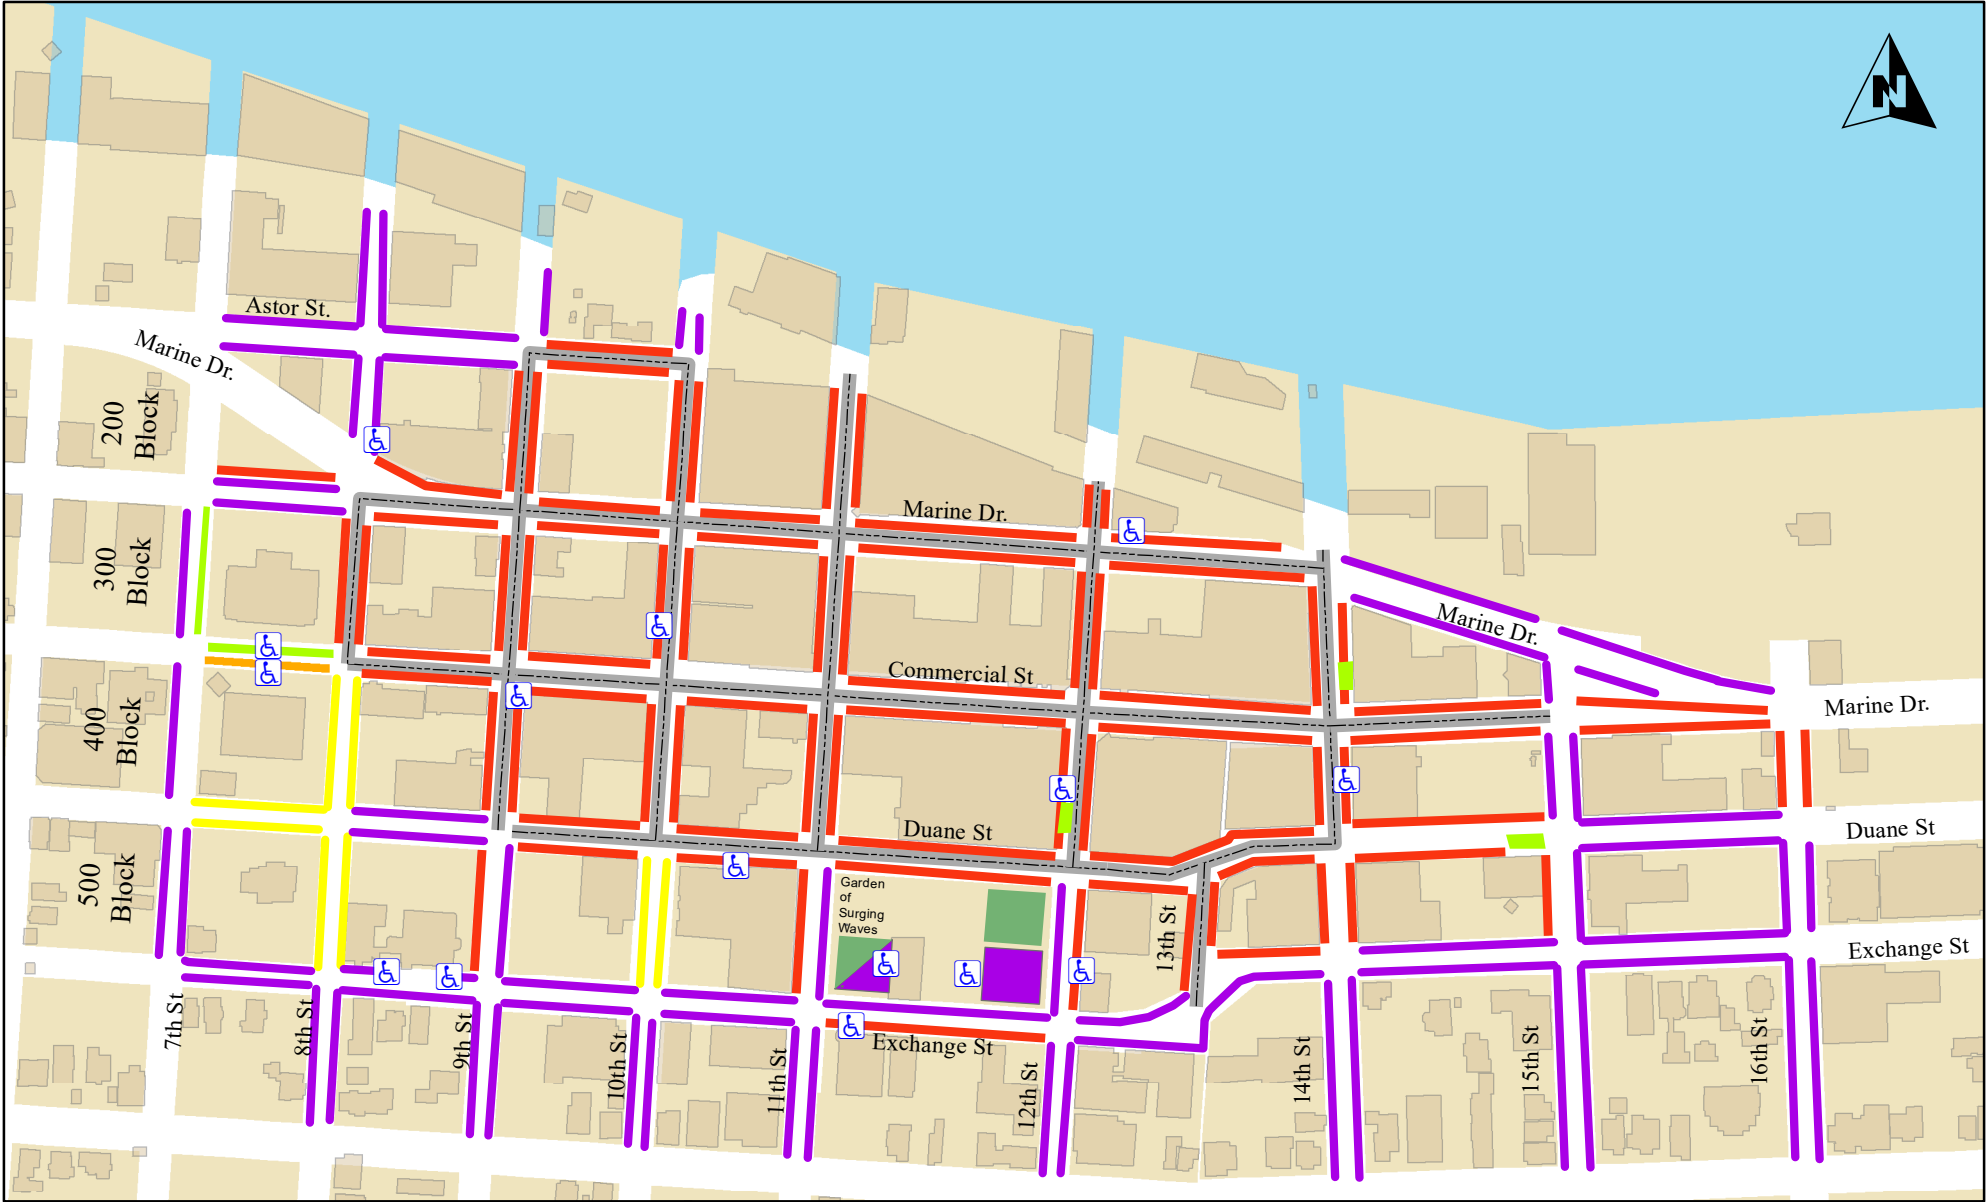 N
Astor St.
Marine Dr.
200
Block
Marine Dr.
300
Block
Marine Dr.
Commercial St
Marine Dr.
400
Block
Duane St
Duane St
500
Block
Garden
of
Surging
Waves
13th St
Exchange St
7th St
8th St
9th St
10th St
11th St
Exchange St
12th St
14th St
15th St
16th St